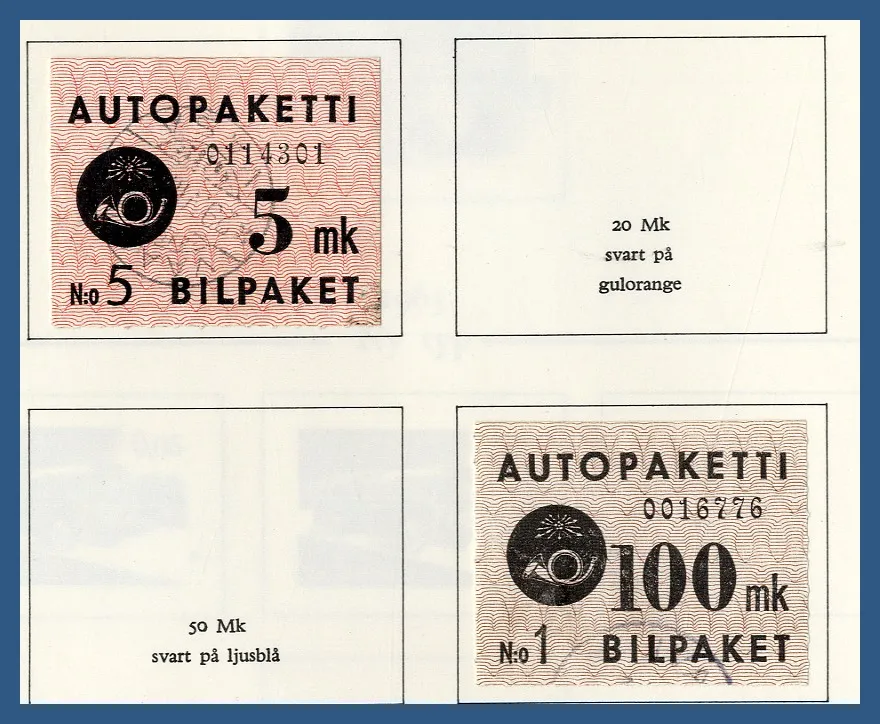 AUTOPAKETTI
0114301
5 mk
N:o 5 BILPAKET
20 Mk
svart på
gulorange
50 Mk
svart på ljusblå
AUTOPAKETTI
0016776
100 mk
N:o 1 BILPAKET